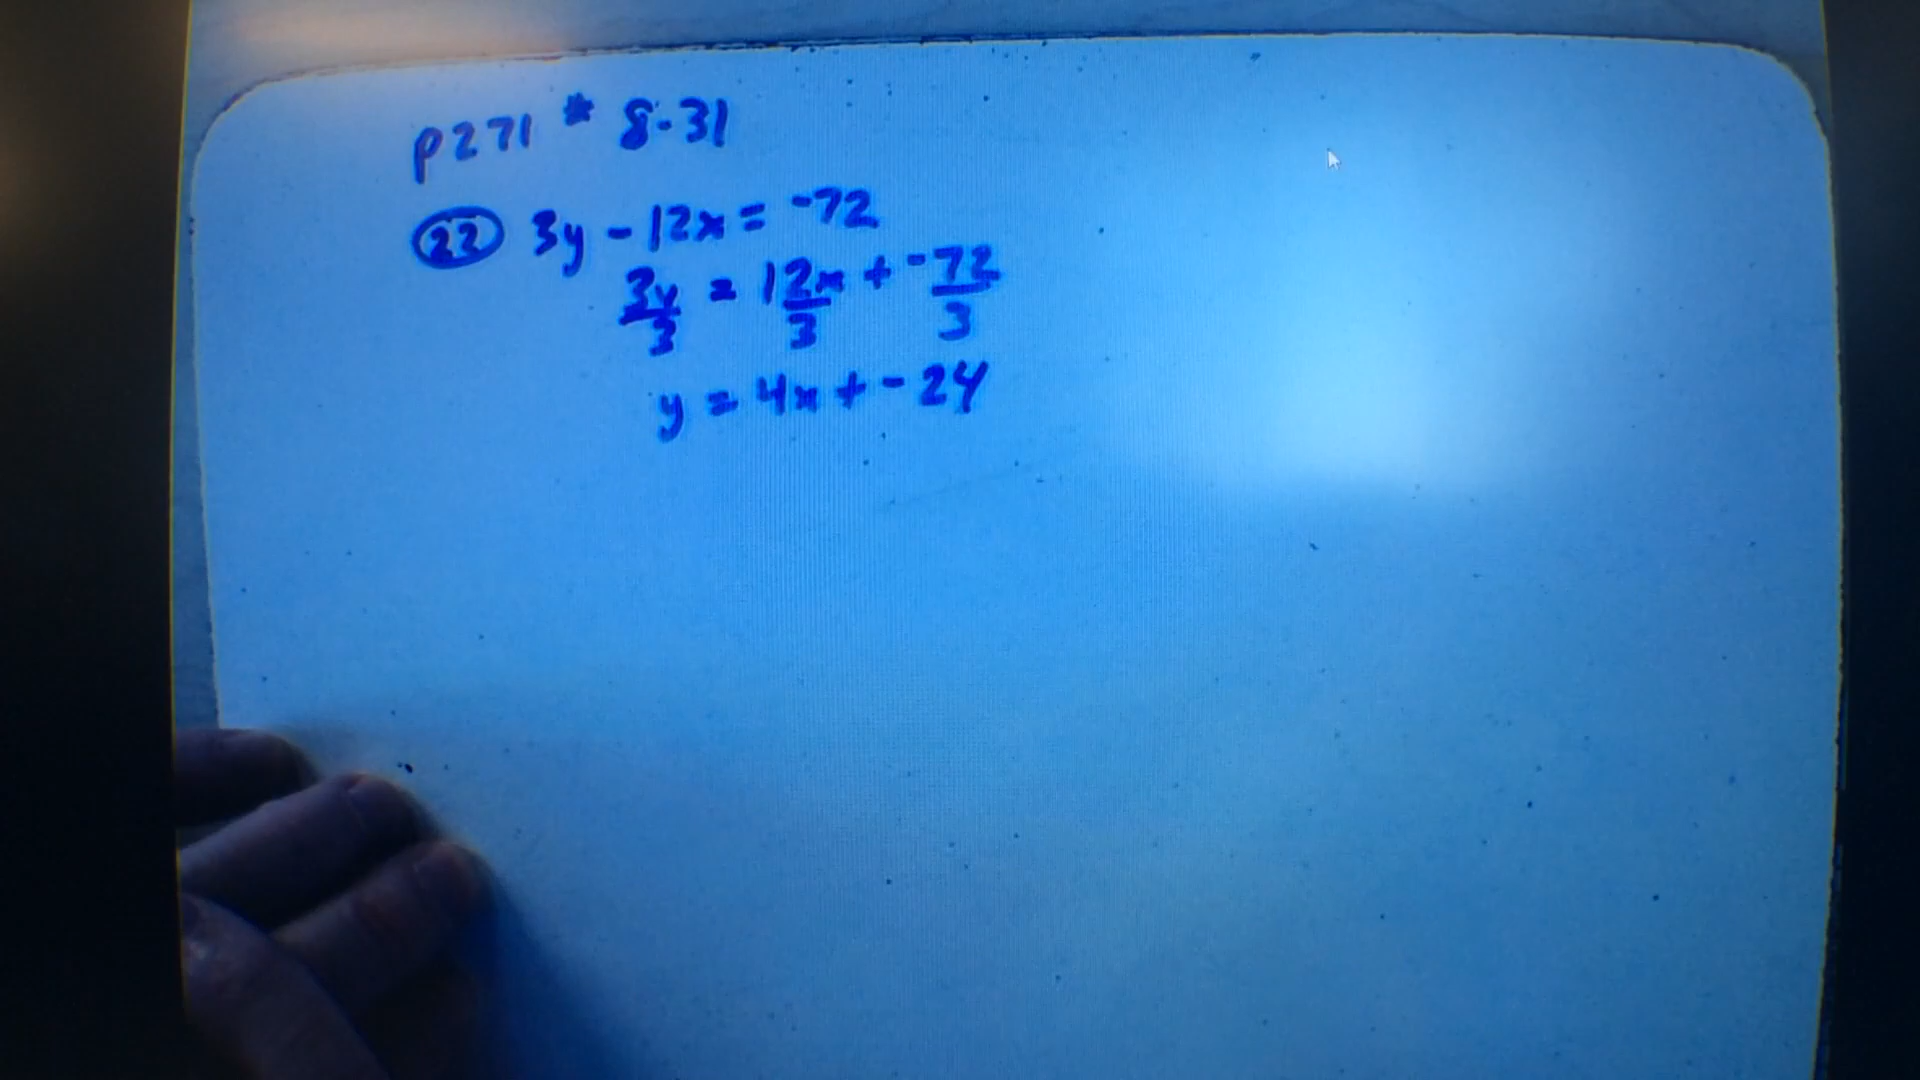 p271 * 8-31
22 3y - 12x = -72
3y/3 = 12x/3 + -72/3
y = 4x + -24